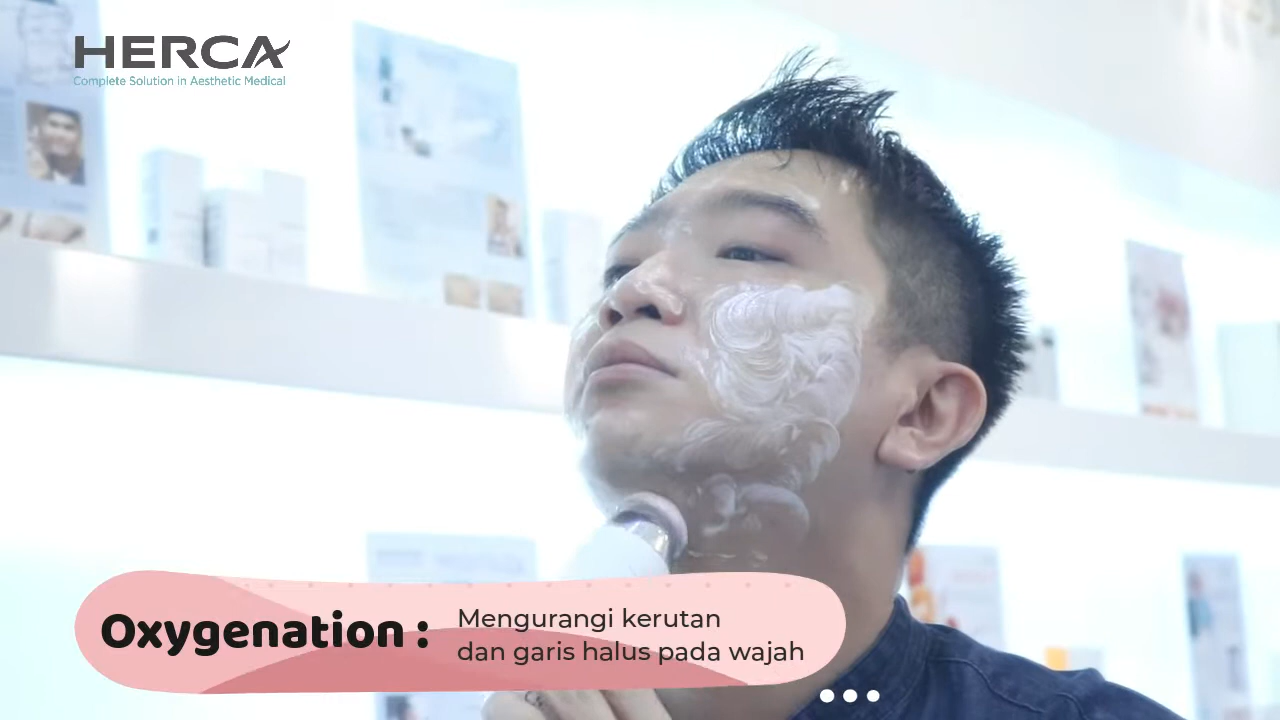 HERCA
Complete Solution in Aesthetic Medical
Oxygenation :
Mengurangi kerutan
dan garis halus pada wajah